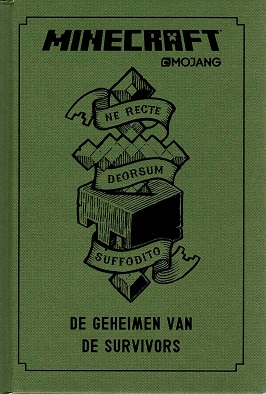 MINECRAFT
MOJANG
NE RECTE
DEORSUM
SUFFODITO
DE GEHEIMEN VAN
DE SURVIVORS